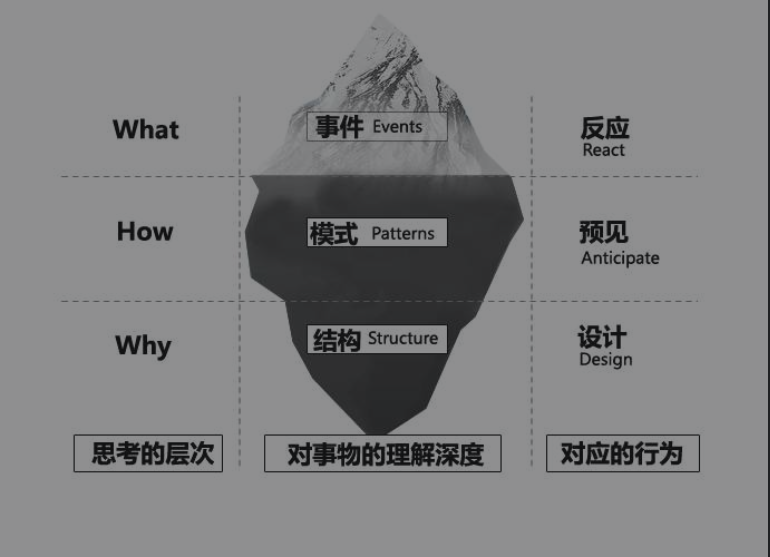 What
事件 Events
反应
React
How
模式 Patterns
预见
Anticipate
Why
结构 Structure
设计
Design
思考的层次
对事物的理解深度
对应的行为